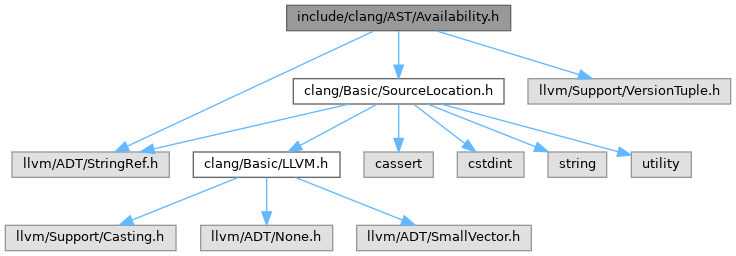 include/clang/AST/Availability.h
clang/Basic/SourceLocation.h
llvm/Support/VersionTuple.h
llvm/ADT/StringRef.h
clang/Basic/LLVM.h
cassert
cstdint
string
utility
llvm/Support/Casting.h
llvm/ADT/None.h
llvm/ADT/SmallVector.h